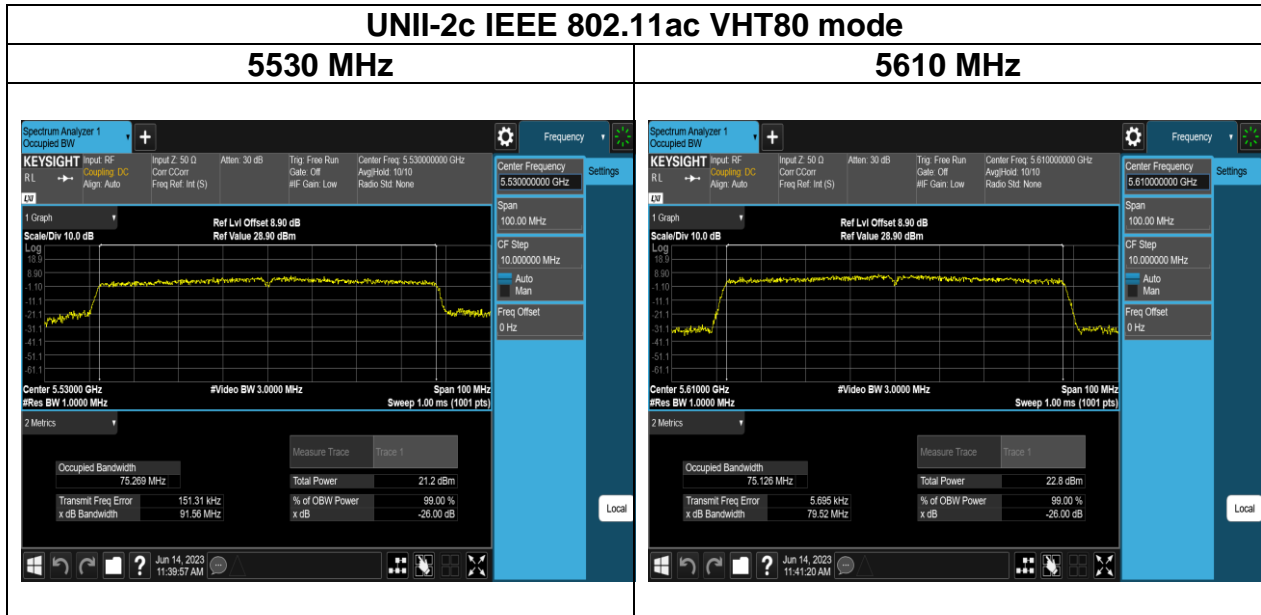 UNII-2c IEEE 802.11ac VHT80 mode
5530 MHz
5610 MHz
Spectrum Analyzer 1
Occupied BW
+
Frequency
KEYSIGHT
RL
LXI
Input: RF
Coupling: DC
Align: Auto
Input Z: 50 Ω
Corr CCorr
Freq Ref: Int (S)
Atten: 30 dB
Trig: Free Run
Gate: Off
#IF Gain: Low
Center Freq: 5.530000000 GHz
Avg|Hold: 10/10
Radio Std: None
Center Frequency
5.530000000 GHz
Settings
Span
100.00 MHz
CF Step
10.000000 MHz
Auto
Man
Freq Offset
0 Hz
Local
1 Graph
Scale/Div 10.0 dB
Ref Lvl Offset 8.90 dB
Ref Value 28.90 dBm
Log
18.9
8.90
-1.10
-11.1
-21.1
-31.1
-41.1
-51.1
-61.1
Center 5.53000 GHz
#Res BW 1.0000 MHz
#Video BW 3.0000 MHz
Span 100 MHz
Sweep 1.00 ms (1001 pts)
2 Metrics
Measure Trace
Trace 1
Occupied Bandwidth
75.269 MHz
Total Power 21.2 dBm
Transmit Freq Error 151.31 kHz
% of OBW Power 99.00 %
x dB Bandwidth 91.56 MHz
x dB -26.00 dB
?
Jun 14, 2023
11:39:57 AM
Spectrum Analyzer 1
Occupied BW
+
Frequency
KEYSIGHT
RL
LXI
Input: RF
Coupling: DC
Align: Auto
Input Z: 50 Ω
Corr CCorr
Freq Ref: Int (S)
Atten: 30 dB
Trig: Free Run
Gate: Off
#IF Gain: Low
Center Freq: 5.610000000 GHz
Avg|Hold: 10/10
Radio Std: None
Center Frequency
5.610000000 GHz
Settings
Span
100.00 MHz
CF Step
10.000000 MHz
Auto
Man
Freq Offset
0 Hz
Local
1 Graph
Scale/Div 10.0 dB
Ref Lvl Offset 8.90 dB
Ref Value 28.90 dBm
Log
18.9
8.90
-1.10
-11.1
-21.1
-31.1
-41.1
-51.1
-61.1
Center 5.61000 GHz
#Res BW 1.0000 MHz
#Video BW 3.0000 MHz
Span 100 MHz
Sweep 1.00 ms (1001 pts)
2 Metrics
Measure Trace
Trace 1
Occupied Bandwidth
75.126 MHz
Total Power 22.8 dBm
Transmit Freq Error 5.695 kHz
% of OBW Power 99.00 %
x dB Bandwidth 79.52 MHz
x dB -26.00 dB
?
Jun 14, 2023
11:41:20 AM